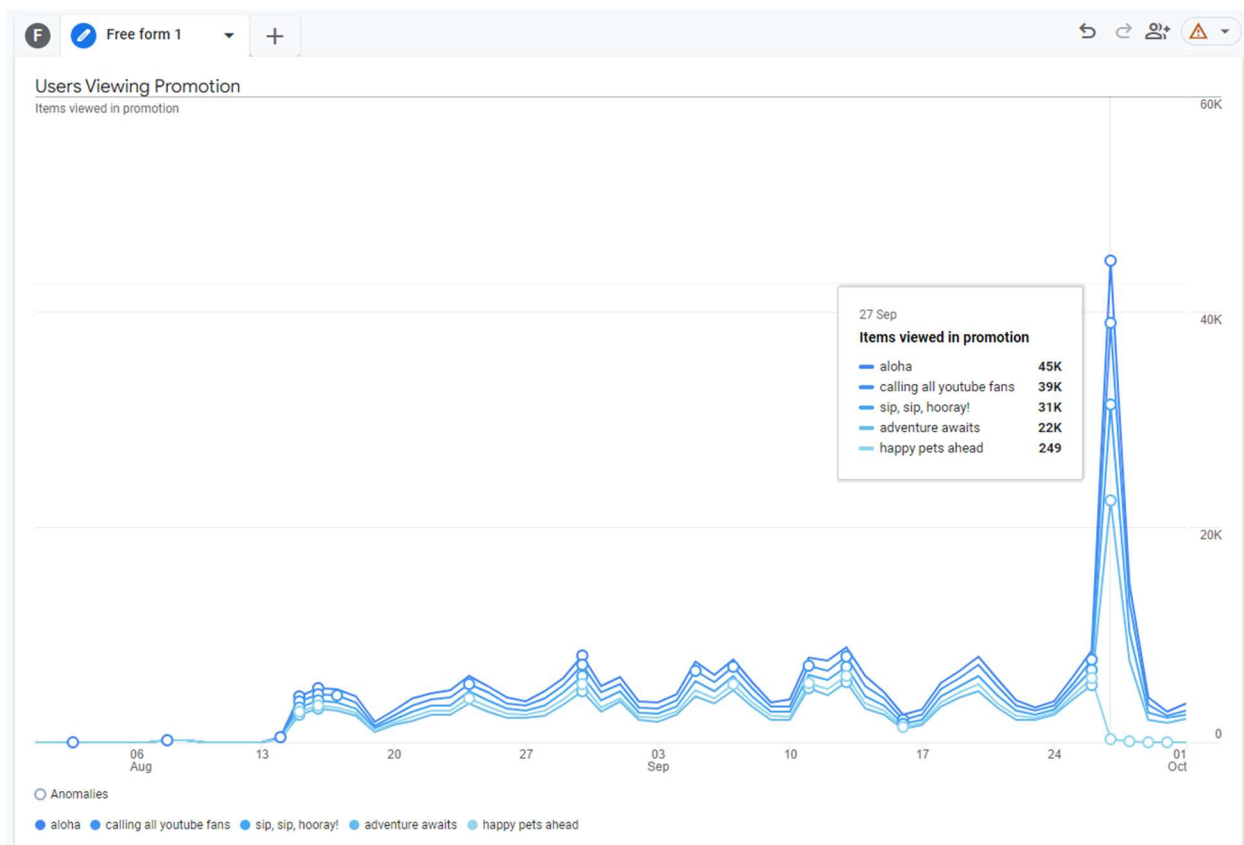 F Free form 1
Users Viewing Promotion
Items viewed in promotion
60K
40K
20K
0
27 Sep
Items viewed in promotion
aloha 45K
calling all youtube fans 39K
sip, sip, hooray! 31K
adventure awaits 22K
happy pets ahead 249
06 13 20 27 03 10 17 24 01
Aug Sep Oct
Anomalies
aloha calling all youtube fans sip, sip, hooray! adventure awaits happy pets ahead